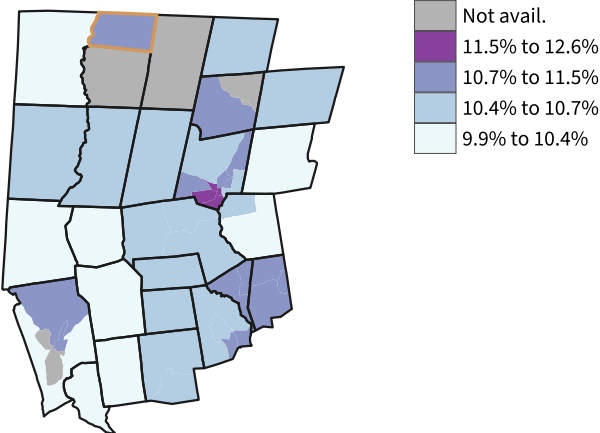 Not avail.
11.5% to 12.6%
10.7% to 11.5%
10.4% to 10.7%
9.9% to 10.4%